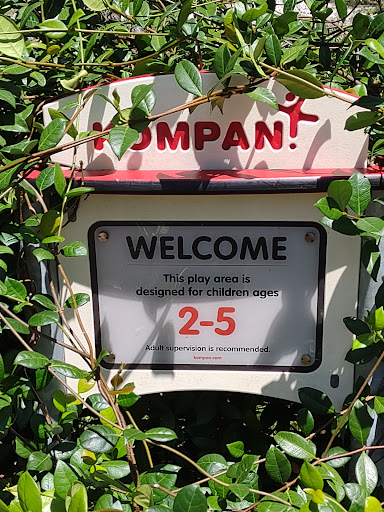 KOMPAN!
WELCOME
This play area is
designed for children ages
2-5
Adult supervision is recommended.
kompan.com